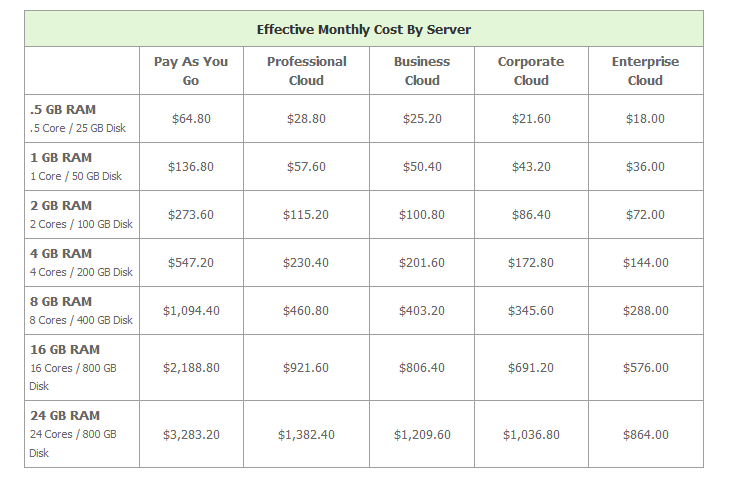 Effective Monthly Cost By Server
Pay As You Go Professional Cloud Business Cloud Corporate Cloud Enterprise Cloud
.5 GB RAM
.5 Core / 25 GB Disk $64.80 $28.80 $25.20 $21.60 $18.00
1 GB RAM
1 Core / 50 GB Disk $136.80 $57.60 $50.40 $43.20 $36.00
2 GB RAM
2 Cores / 100 GB Disk $273.60 $115.20 $100.80 $86.40 $72.00
4 GB RAM
4 Cores / 200 GB Disk $547.20 $230.40 $201.60 $172.80 $144.00
8 GB RAM
8 Cores / 400 GB Disk $1,094.40 $460.80 $403.20 $345.60 $288.00
16 GB RAM
16 Cores / 800 GB
Disk $2,188.80 $921.60 $806.40 $691.20 $576.00
24 GB RAM
24 Cores / 800 GB
Disk $3,283.20 $1,382.40 $1,209.60 $1,036.80 $864.00